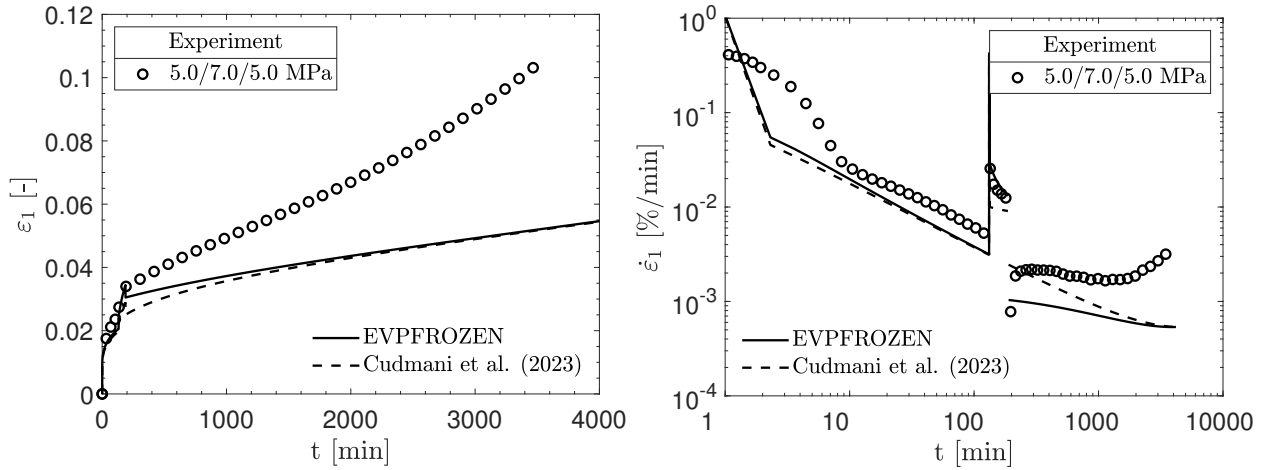 0.12
0.1
0.08
0.06
0.04
0.02
0
ε₁ [-]
Experiment
5.0/7.0/5.0 MPa
EVPFROZEN
Cudmani et al. (2023)
0 1000 2000 3000 4000
t [min]
10⁰
10⁻¹
10⁻²
10⁻³
10⁻⁴
ε̇₁ [%/min]
Experiment
5.0/7.0/5.0 MPa
EVPFROZEN
Cudmani et al. (2023)
1 10 100 1000 10000
t [min]